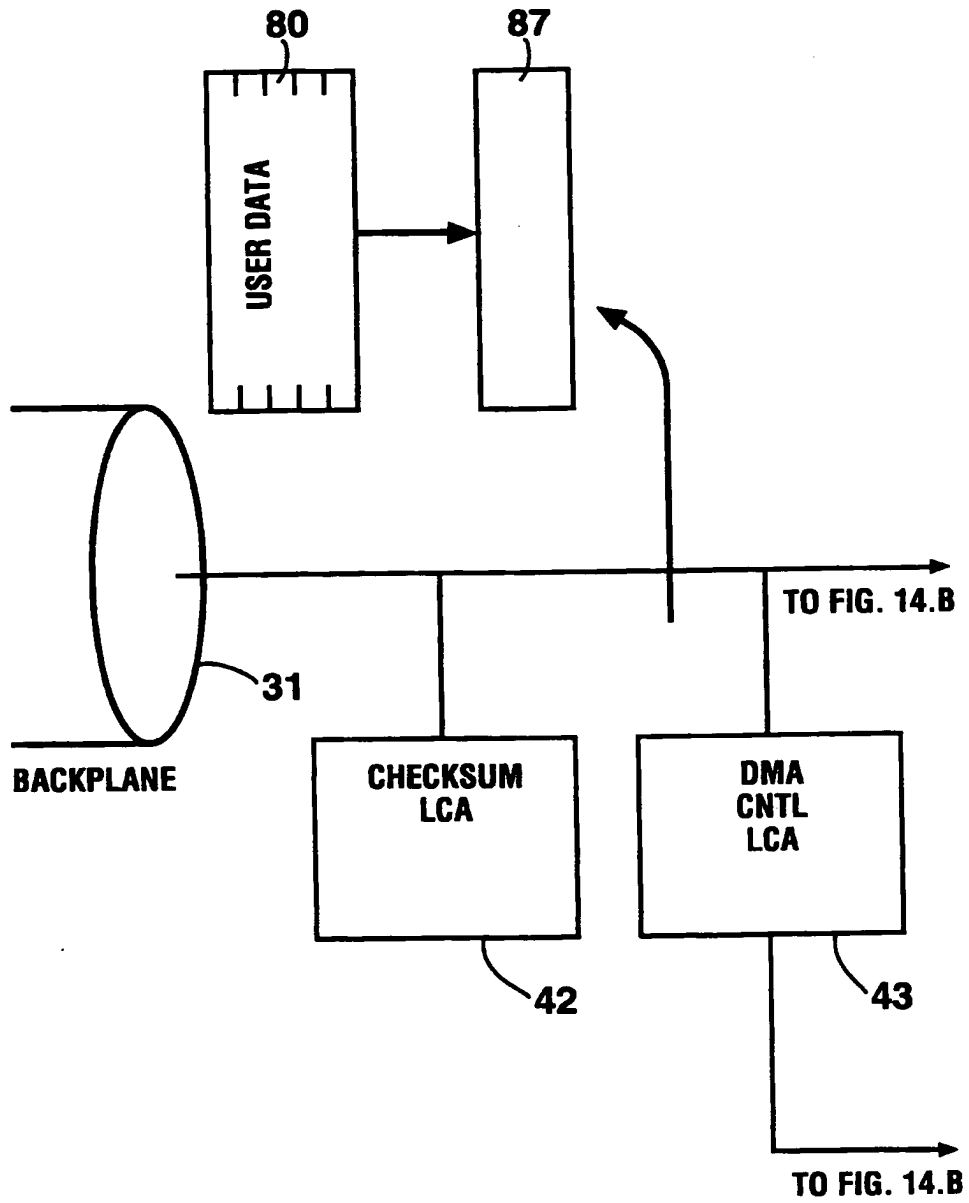 80
87
USER DATA
TO FIG. 14.B
31
BACKPLANE
CHECKSUM
LCA
DMA
CNTL
LCA
42
43
TO FIG. 14.B